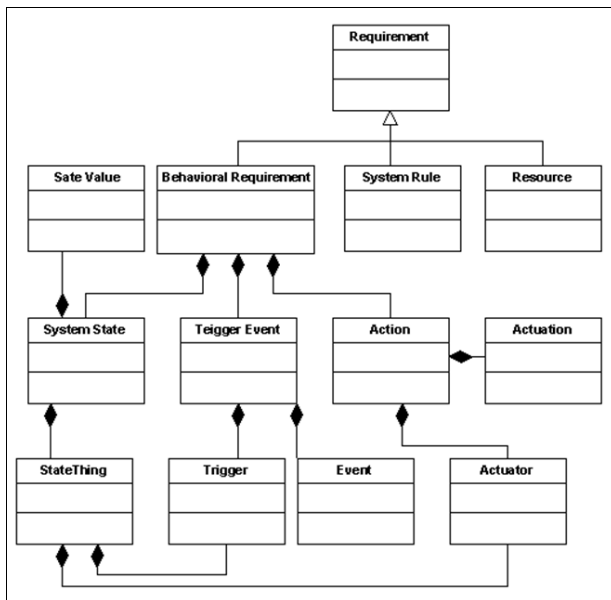 Requirement
Sate Value
Behavioral Requirement
System Rule
Resource
System State
Teigger Event
Action
Actuation
StateThing
Trigger
Event
Actuator